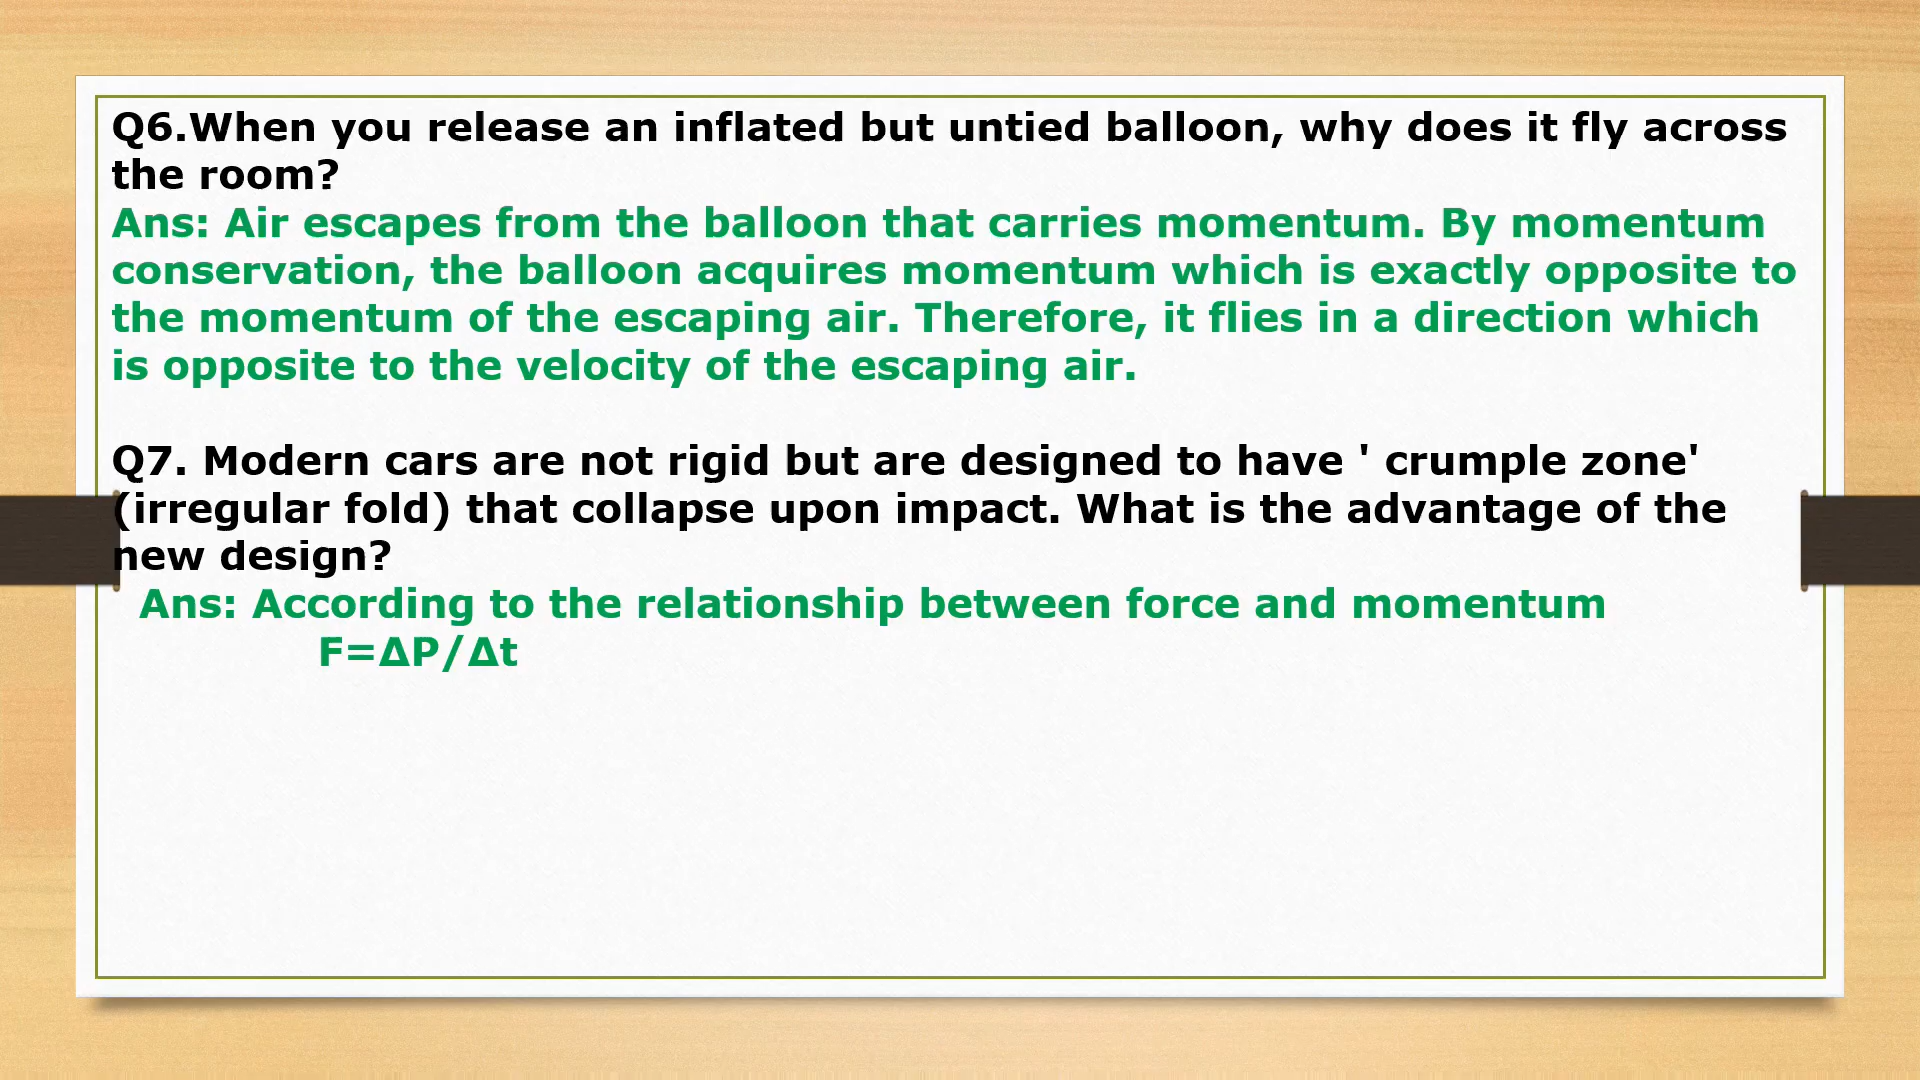 Q6.When you release an inflated but untied balloon, why does it fly across
the room?
Ans: Air escapes from the balloon that carries momentum. By momentum
conservation, the balloon acquires momentum which is exactly opposite to
the momentum of the escaping air. Therefore, it flies in a direction which
is opposite to the velocity of the escaping air.
Q7. Modern cars are not rigid but are designed to have ' crumple zone'
(irregular fold) that collapse upon impact. What is the advantage of the
new design?
Ans: According to the relationship between force and momentum
F=ΔP/Δt